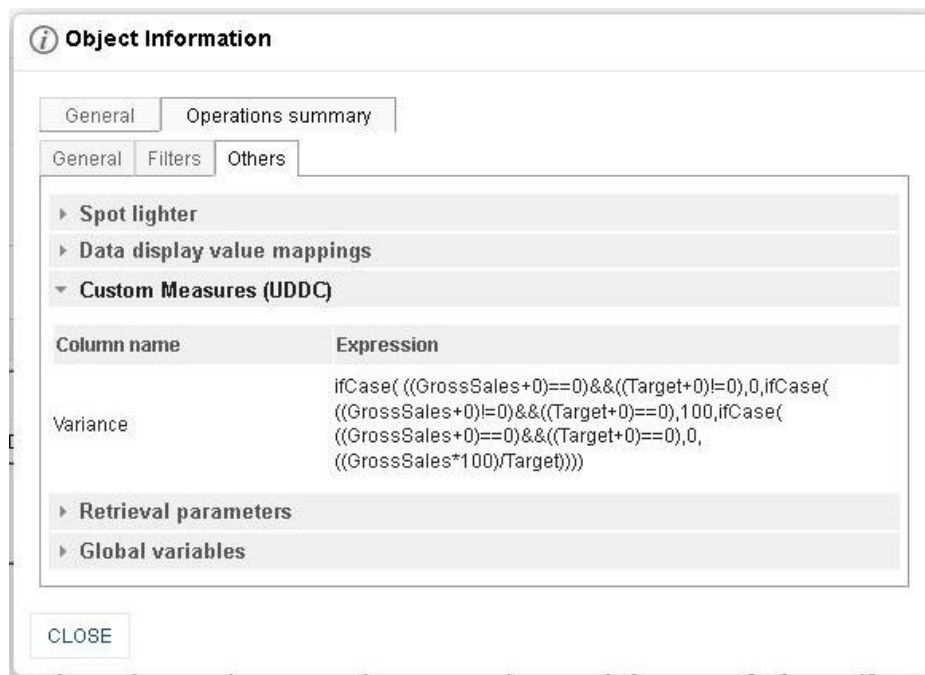 Object Information
General
Operations summary
General
Filters
Others
Spot lighter
Data display value mappings
Custom Measures (UDDC)
Column name
Expression
Variance
ifCase( ((GrossSales+0)==0)&&((Target+0)!=0),0,ifCase(
((GrossSales+0)!=0)&&((Target+0)==0),100,ifCase(
((GrossSales+0)==0)&&((Target+0)==0),0,
((GrossSales*100)/Target))))
Retrieval parameters
Global variables
CLOSE